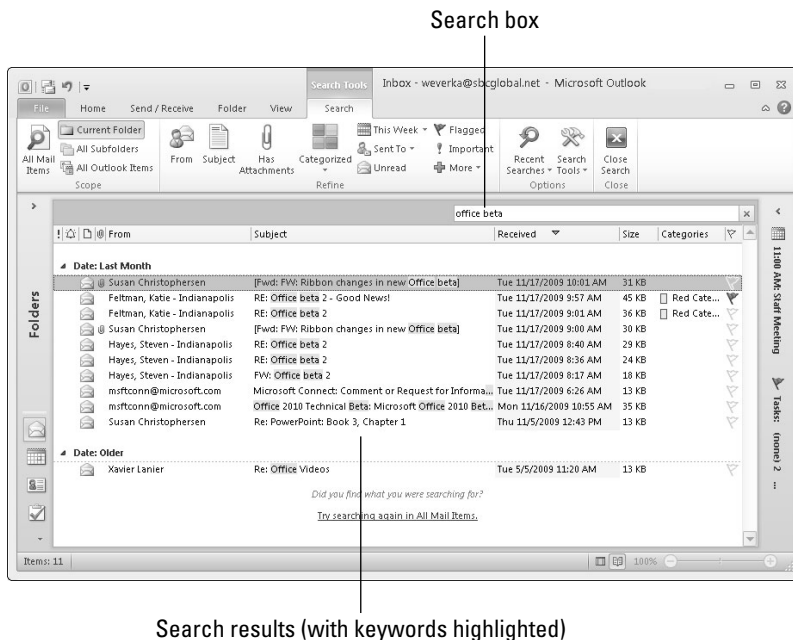 Search box
Search Tools Inbox - weverka@sbcglobal.net - Microsoft Outlook
File Home Send / Receive Folder View Search
All Mail Items
Current Folder
All Subfolders
All Outlook Items
Scope
From Subject Has Attachments Categorized
This Week Flagged
Sent To Important
Unread More
Refine
Recent Searches Search Tools
Options
Close Search
Close
office beta
From Subject Received Size Categories
Date: Last Month
Susan Christophersen [Fwd: FW: Ribbon changes in new Office beta] Tue 11/17/2009 10:01 AM 31 KB
Feltman, Katie - Indianapolis RE: Office beta 2 - Good News! Tue 11/17/2009 9:57 AM 45 KB Red Cate...
Feltman, Katie - Indianapolis RE: Office beta 2 Tue 11/17/2009 9:01 AM 36 KB Red Cate...
Susan Christophersen [Fwd: FW: Ribbon changes in new Office beta] Tue 11/17/2009 9:00 AM 30 KB
Hayes, Steven - Indianapolis RE: Office beta 2 Tue 11/17/2009 8:40 AM 29 KB
Hayes, Steven - Indianapolis RE: Office beta 2 Tue 11/17/2009 8:36 AM 24 KB
Hayes, Steven - Indianapolis FW: Office beta 2 Tue 11/17/2009 8:17 AM 18 KB
msftconn@microsoft.com Microsoft Connect: Comment or Request for Informa... Tue 11/17/2009 6:26 AM 13 KB
msftconn@microsoft.com Office 2010 Technical Beta: Microsoft Office 2010 Bet... Mon 11/16/2009 10:55 AM 35 KB
Susan Christophersen Re: PowerPoint: Book 3, Chapter 1 Thu 11/5/2009 12:43 PM 13 KB
Date: Older
Xavier Lanier Re: Office Videos Tue 5/5/2009 11:20 AM 13 KB
Did you find what you were searching for?
Try searching again in All Mail Items.
Folders
11:00 AM: Staff Meeting
Tasks: (none) 2 ...
Items: 11
100%
Search results (with keywords highlighted)